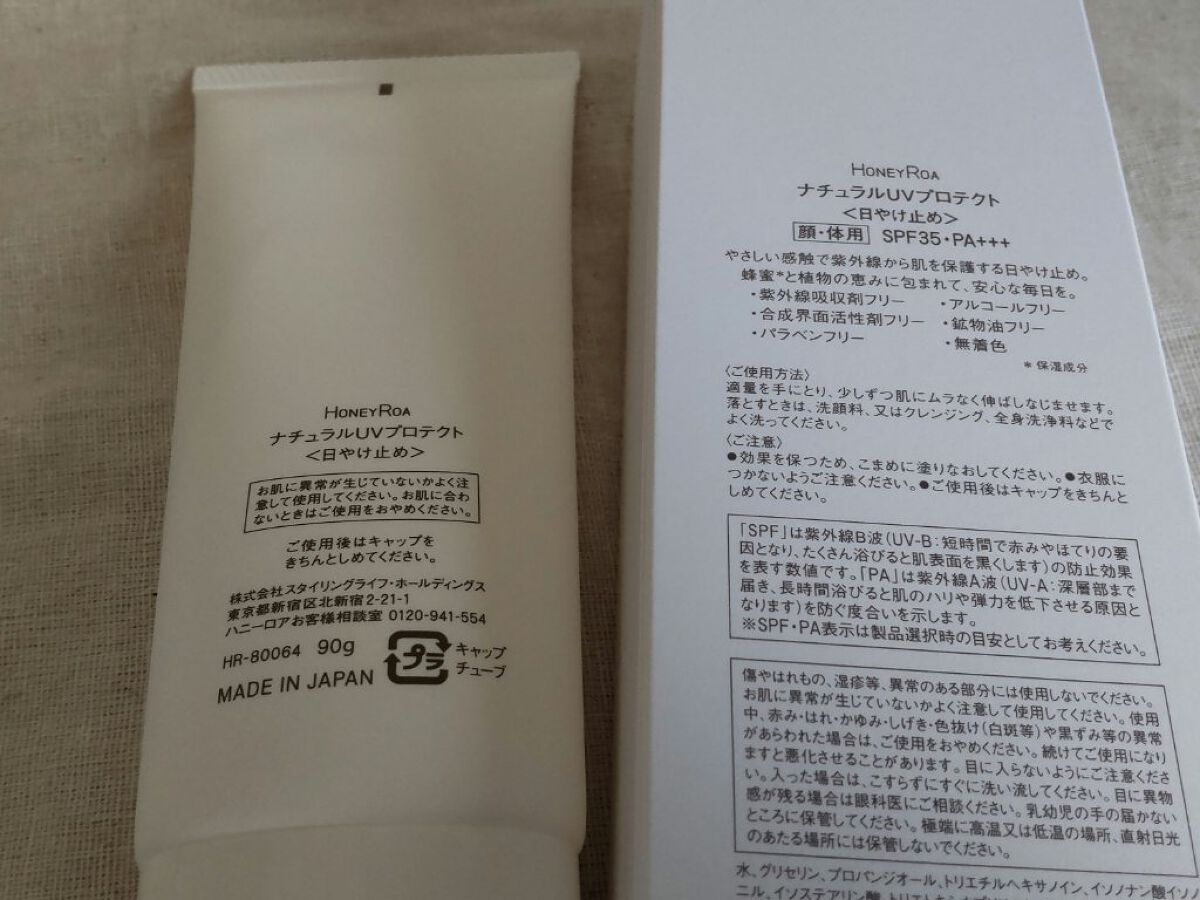 HONEYROA
ナチュラルUVプロテクト
<日やけ止め>
お肌に異常が生じていないかよく注
意して使用してください。お肌に合わ
ないときはご使用をおやめください。
ご使用後はキャップを
きちんとしめてください。
株式会社スタイリングライフ・ホールディングス
東京都新宿区北新宿2-21-1
ハニーロアお客様相談室 0120-941-554
HR-80064 90g
プラ
キャップ
チューブ
MADE IN JAPAN
HONEYROA
ナチュラルUVプロテクト
<日やけ止め>
顔・体用 SPF35・PA+++
やさしい感触で紫外線から肌を保護する日やけ止め。
蜂蜜*と植物の恵みに包まれて、安心な毎日を。
・紫外線吸収剤フリー ・アルコールフリー
・合成界面活性剤フリー ・鉱物油フリー
・パラベンフリー ・無着色
*保湿成分
〈ご使用方法〉
適量を手にとり、少しずつ肌にムラなく伸ばしなじませます。
落とすときは、洗顔料、又はクレンジング、全身洗浄料などで
よく洗ってください。
〈ご注意〉
●効果を保つため、こまめに塗りなおしてください。●衣服に
つかないようご注意ください。●ご使用後はキャップをきちんと
しめてください。
「SPF」は紫外線B波(UV-B:短時間で赤みやほてりの要
因となり、たくさん浴びると肌表面を黒くします)の防止効果
を表す数値です。「PA」は紫外線A波(UV-A:深層部まで
届き、長時間浴びると肌のハリや弾力を低下させる原因と
なります)を防ぐ度合いを示します。
※SPF・PA表示は製品選択時の目安としてお考えください。
傷やはれもの、湿疹等、異常のある部分には使用しないでください。
お肌に異常が生じていないかよく注意して使用してください。使用
中、赤み・はれ・かゆみ・しげき・色抜け(白斑等)や黒ずみ等の異常
があらわれた場合は、ご使用をおやめください。続けてご使用になり
ますと悪化させることがあります。目に入らないようにご注意くださ
い。入った場合は、こすらずにすぐに洗い流してください。目に異物
感が残る場合は眼科医にご相談ください。乳幼児の手の届かない
ところに保管してください。極端に高温又は低温の場所、直射日光
のあたる場所には保管しないでください。
水、グリセリン、プロパンジオール、トリエチルヘキサノイン、イソノナン酸イソノ
ニル、イソステアリン酸